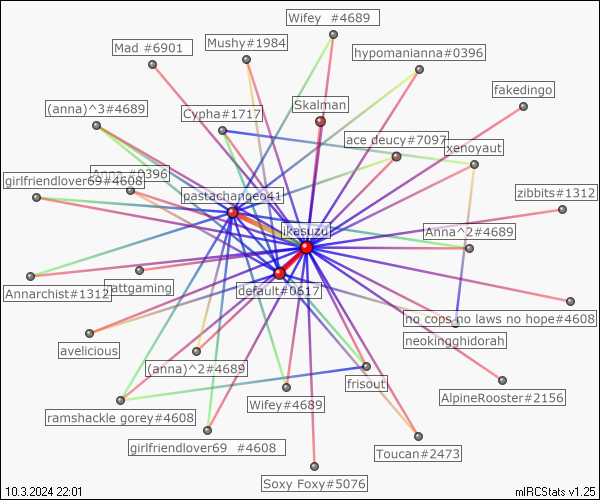 Wifey #4689
Mad #6901
Mushy#1984
hypomanianna#0396
fakedingo
(anna)^3#4689
Cypha#1717
Skalman
ace deucy#7097
xenoyaut
Anna #0396
girlfriendlover69#4608
pastachangeo41
zibbits#1312
ikasuzu
Anna^2#4689
Annarchist#1312
default#0617
no cops no laws no hope#4608
neokingghidorah
avelicious
(anna)^2#4689
frisout
AlpineRooster#2156
ramshackle gorey#4608
Wifey#4689
girlfriendlover69 #4608
Toucan#2473
Soxy Foxy#5076
10.3.2024 22:01
mIRCStats v1.25